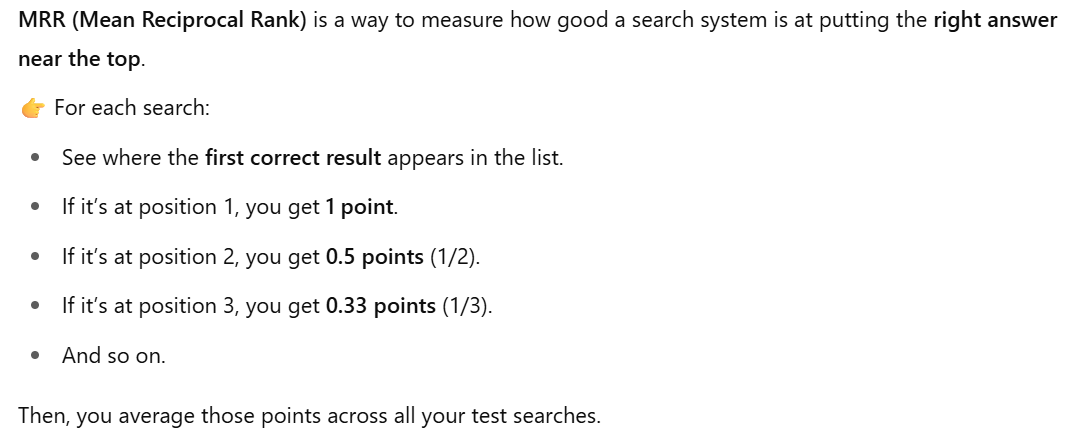 MRR (Mean Reciprocal Rank) is a way to measure how good a search system is at putting the right answer
near the top.
👉 For each search:
• See where the first correct result appears in the list.
• If it’s at position 1, you get 1 point.
• If it’s at position 2, you get 0.5 points (1/2).
• If it’s at position 3, you get 0.33 points (1/3).
• And so on.
Then, you average those points across all your test searches.